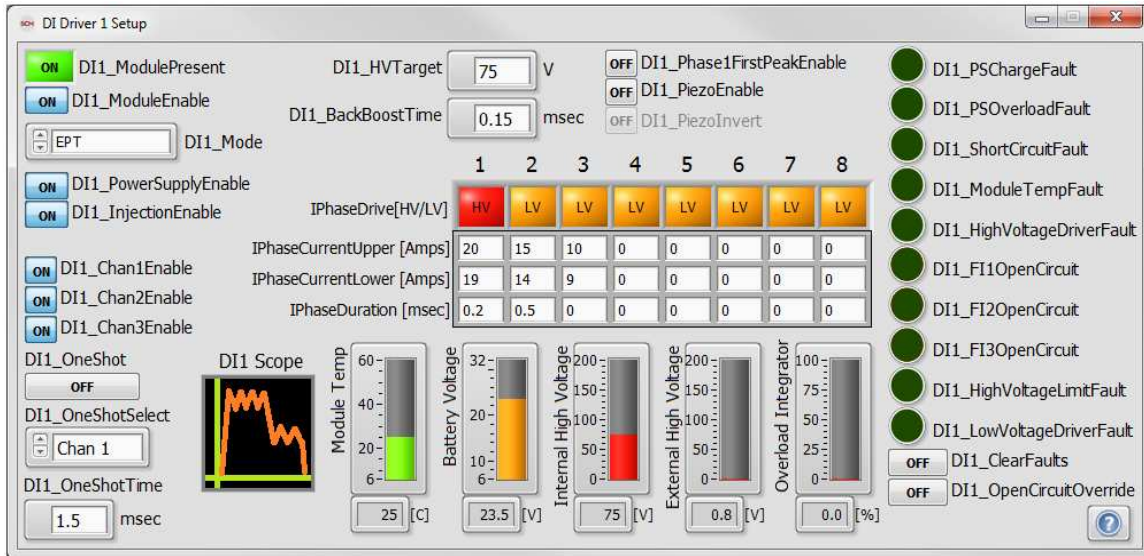 SCM DI Driver 1 Setup
ON DI1_ModulePresent
ON DI1_ModuleEnable
EPT DI1_Mode
ON DI1_PowerSupplyEnable
ON DI1_InjectionEnable
ON DI1_Chan1Enable
ON DI1_Chan2Enable
ON DI1_Chan3Enable
DI1_OneShot
OFF
DI1_OneShotSelect
Chan 1
DI1_OneShotTime
1.5 msec
DI1_HVTarget 75 V
DI1_BackBoostTime 0.15 msec
OFF DI1_Phase1FirstPeakEnable
OFF DI1_PiezoEnable
OFF DI1_PiezoInvert
1 2 3 4 5 6 7 8
IPhaseDrive[HV/LV] HV LV LV LV LV LV LV LV
IPhaseCurrentUpper [Amps] 20 15 10 0 0 0 0 0
IPhaseCurrentLower [Amps] 19 14 9 0 0 0 0 0
IPhaseDuration [msec] 0.2 0.5 0 0 0 0 0 0
DI1 Scope
Module Temp
60
40
20
6
25 [C]
Battery Voltage
32
20
10
6
23.5 [V]
Internal High Voltage
200
150
100
50
0
75 [V]
External High Voltage
200
150
100
50
0
0.8 [V]
Overload Integrator
100
75
50
25
0
0.0 [%]
DI1_PSChargeFault
DI1_PSOverloadFault
DI1_ShortCircuitFault
DI1_ModuleTempFault
DI1_HighVoltageDriverFault
DI1_FI1OpenCircuit
DI1_FI2OpenCircuit
DI1_FI3OpenCircuit
DI1_HighVoltageLimitFault
DI1_LowVoltageDriverFault
OFF DI1_ClearFaults
OFF DI1_OpenCircuitOverride
?